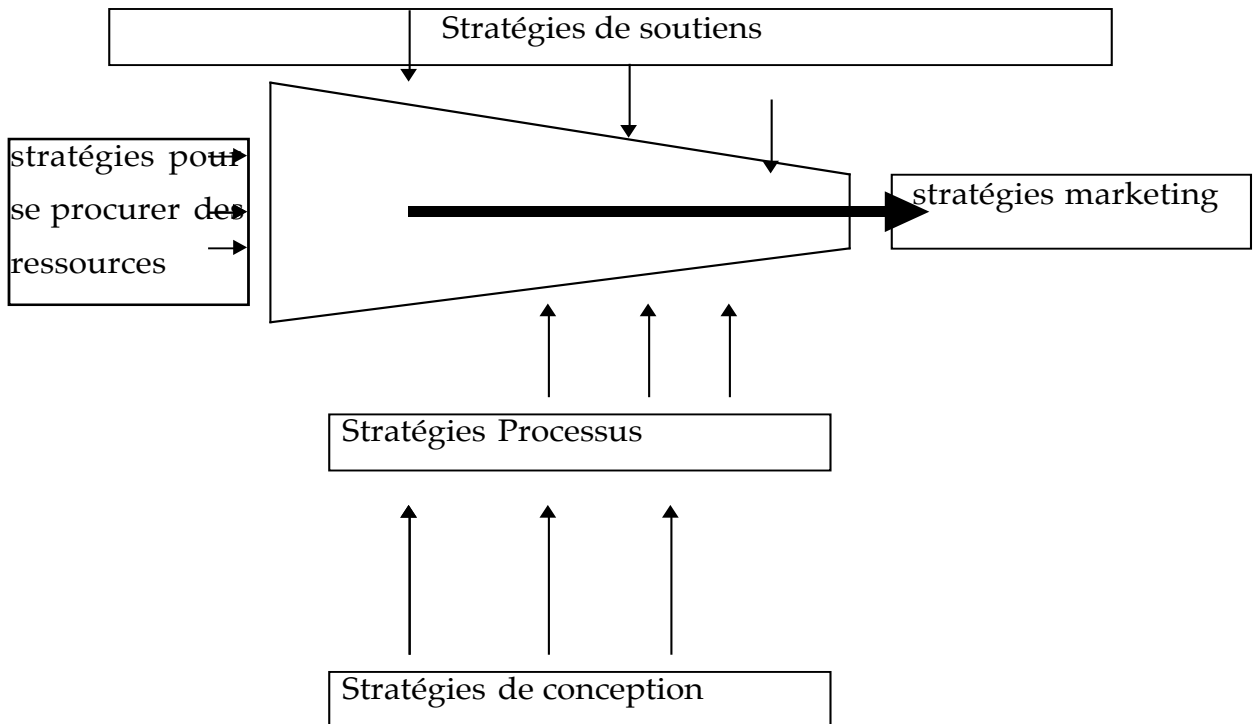 Stratégies de soutiens
stratégies pour
se procurer des
ressources
stratégies marketing
Stratégies Processus
Stratégies de conception